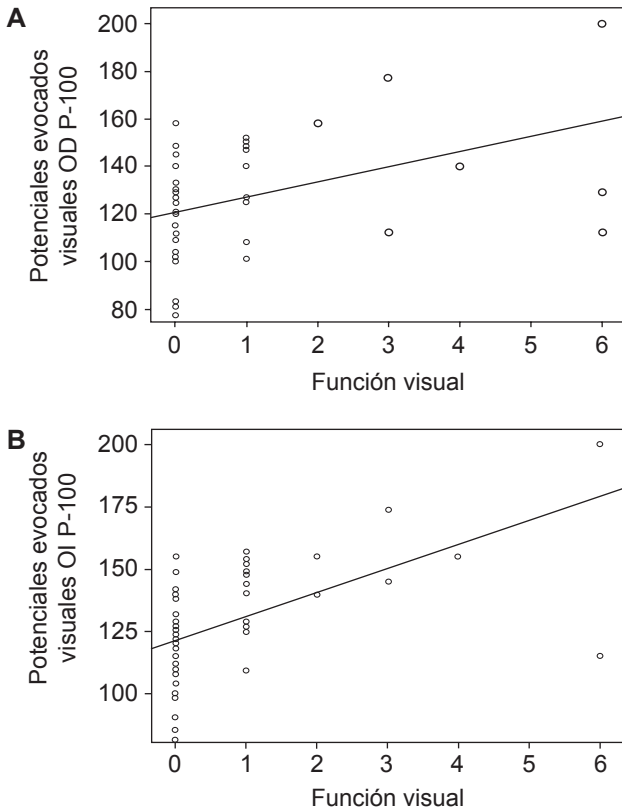 A
Potenciales evocados
visuales OD P-100
200
180
160
140
120
100
80
0 1 2 3 4 5 6
Función visual
B
Potenciales evocados
visuales OI P-100
200
175
150
125
100
0 1 2 3 4 5 6
Función visual